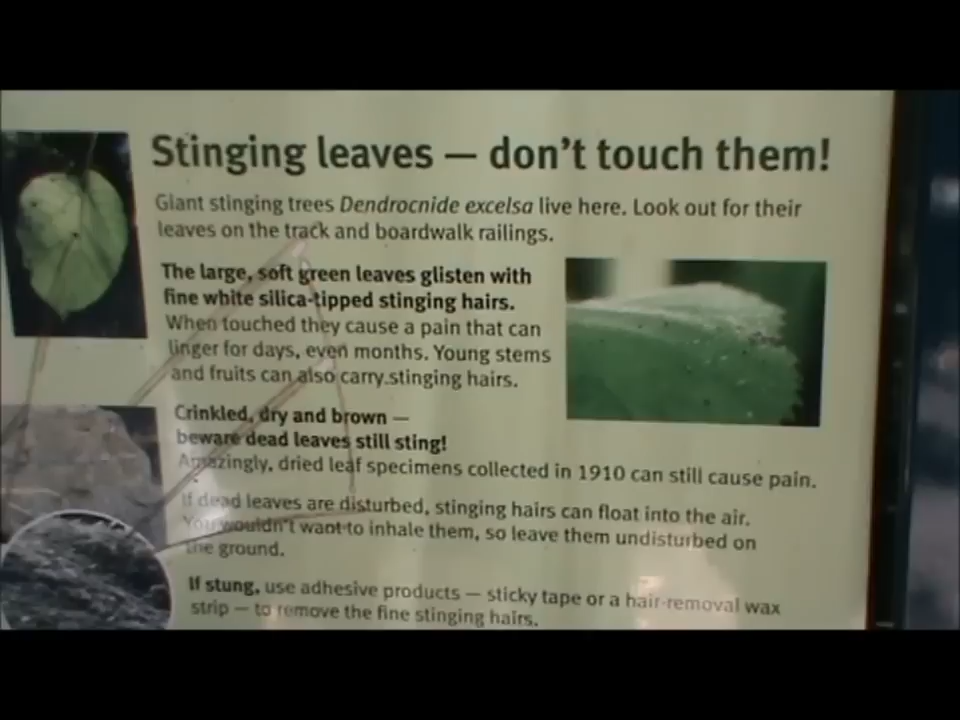 Stinging leaves — don't touch them!
Giant stinging trees Dendrocnide excelsa live here. Look out for their
leaves on the track and boardwalk railings.
The large, soft green leaves glisten with
fine white silica-tipped stinging hairs.
When touched they cause a pain that can
linger for days, even months. Young stems
and fruits can also carry stinging hairs.
Crinkled, dry and brown —
beware dead leaves still sting!
Amazingly, dried leaf specimens collected in 1910 can still cause pain.
If dead leaves are disturbed, stinging hairs can float into the air.
You wouldn't want to inhale them, so leave them undisturbed on
the ground.
If stung, use adhesive products — sticky tape or a hair-removal wax
strip — to remove the fine stinging hairs.